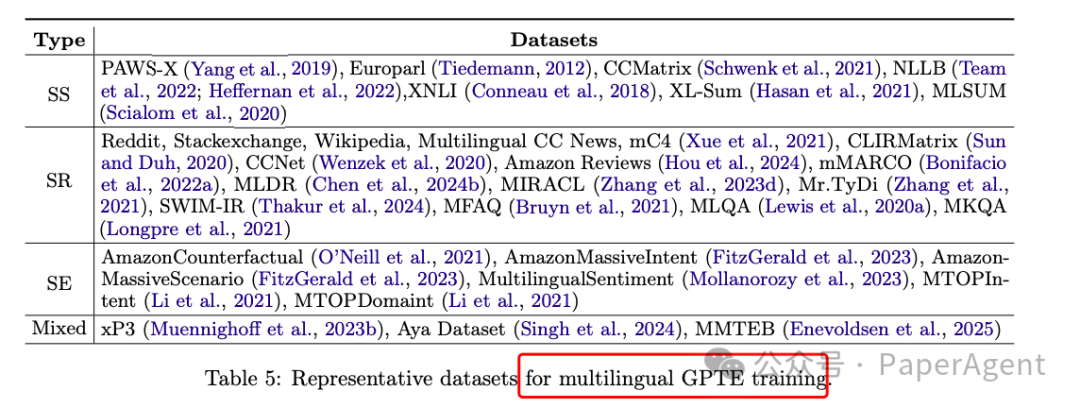 Type Datasets
SS
PAWS-X (Yang et al., 2019), Europarl (Tiedemann, 2012), CCMatrix (Schwenk et al., 2021), NLLB (Team
et al., 2022; Heffernan et al., 2022),XNLI (Conneau et al., 2018), XL-Sum (Hasan et al., 2021), MLSUM
(Scialom et al., 2020)
SR
Reddit, Stackexchange, Wikipedia, Multilingual CC News, mC4 (Xue et al., 2021), CLIRMatrix (Sun
and Duh, 2020), CCNet (Wenzek et al., 2020), Amazon Reviews (Hou et al., 2024), mMARCO (Bonifacio
et al., 2022a), MLDR (Chen et al., 2024b), MIRACL (Zhang et al., 2023d), Mr.TyDi (Zhang et al.,
2021), SWIM-IR (Thakur et al., 2024), MFAQ (Bruyn et al., 2021), MLQA (Lewis et al., 2020a), MKQA
(Longpre et al., 2021)
SE
AmazonCounterfactual (O'Neill et al., 2021), AmazonMassiveIntent (FitzGerald et al., 2023), Amazon-
MassiveScenario (FitzGerald et al., 2023), MultilingualSentiment (Mollanorozy et al., 2023), MTOPIn-
tent (Li et al., 2021), MTOPDomaint (Li et al., 2021)
Mixed xP3 (Muennighoff et al., 2023b), Aya Dataset (Singh et al., 2024), MMTEB (Enevoldsen et al., 2025)
Table 5: Representative datasets for multilingual GPTE training.
公众号 · PaperAgent